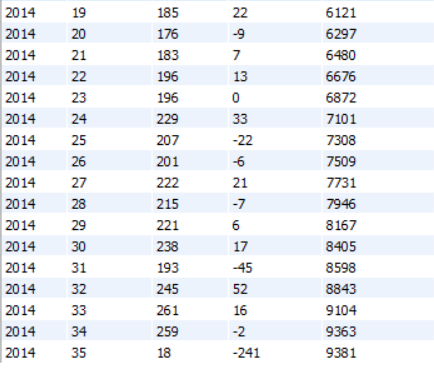 2014 19 185 22 6121
2014 20 176 -9 6297
2014 21 183 7 6480
2014 22 196 13 6676
2014 23 196 0 6872
2014 24 229 33 7101
2014 25 207 -22 7308
2014 26 201 -6 7509
2014 27 222 21 7731
2014 28 215 -7 7946
2014 29 221 6 8167
2014 30 238 17 8405
2014 31 193 -45 8598
2014 32 245 52 8843
2014 33 261 16 9104
2014 34 259 -2 9363
2014 35 18 -241 9381